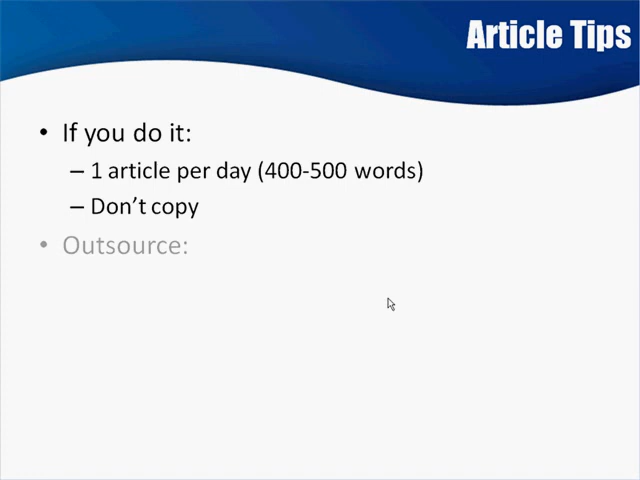 Article Tips
• If you do it:
– 1 article per day (400-500 words)
– Don’t copy
• Outsource: